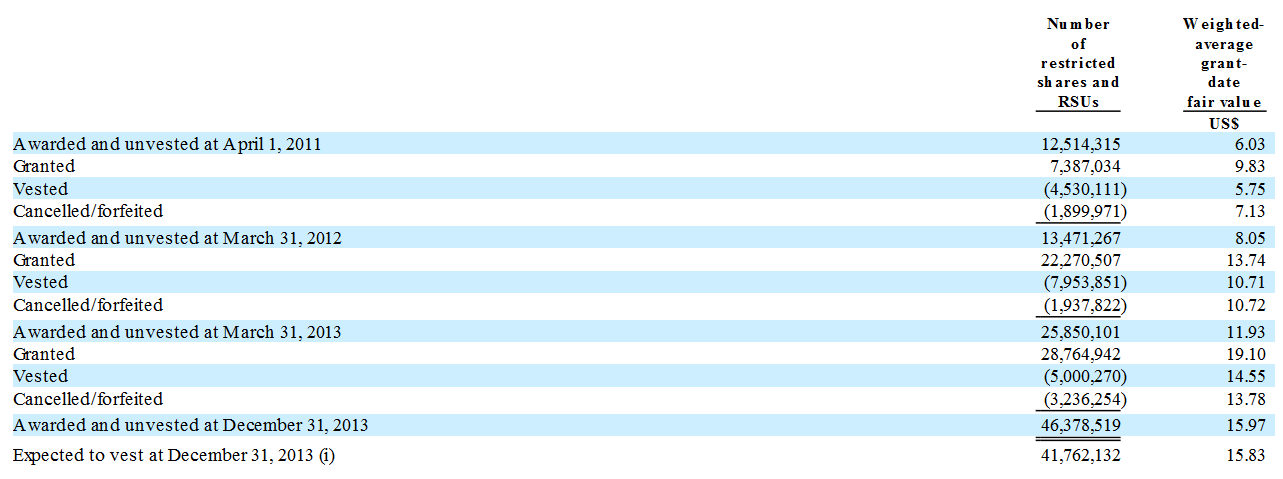 Number of restricted shares and RSUs Weighted-average grant-date fair value
US$
Awarded and unvested at April 1, 2011 12,514,315 6.03
Granted 7,387,034 9.83
Vested (4,530,111) 5.75
Cancelled/forfeited (1,899,971) 7.13
Awarded and unvested at March 31, 2012 13,471,267 8.05
Granted 22,270,507 13.74
Vested (7,953,851) 10.71
Cancelled/forfeited (1,937,822) 10.72
Awarded and unvested at March 31, 2013 25,850,101 11.93
Granted 28,764,942 19.10
Vested (5,000,270) 14.55
Cancelled/forfeited (3,236,254) 13.78
Awarded and unvested at December 31, 2013 46,378,519 15.97
Expected to vest at December 31, 2013 (i) 41,762,132 15.83